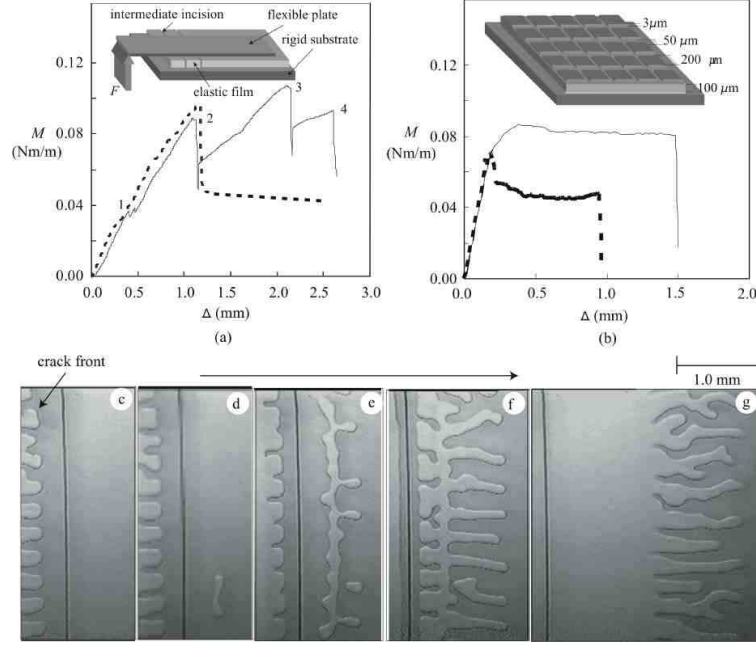 intermediate incision
flexible plate
rigid substrate
elastic film
F
0.12
0.08
M
(Nm/m)
0.04
0.00
1
2
3
4
0.0 0.5 1.0 1.5 2.0 2.5 3.0
Δ (mm)
(a)
3μm
50 μm
200 μm
100 μm
0.12
0.08
M
(Nm/m)
0.04
0.00
0.0 0.5 1.0 1.5 2.0
Δ (mm)
(b)
crack front
1.0 mm
c
d
e
f
g